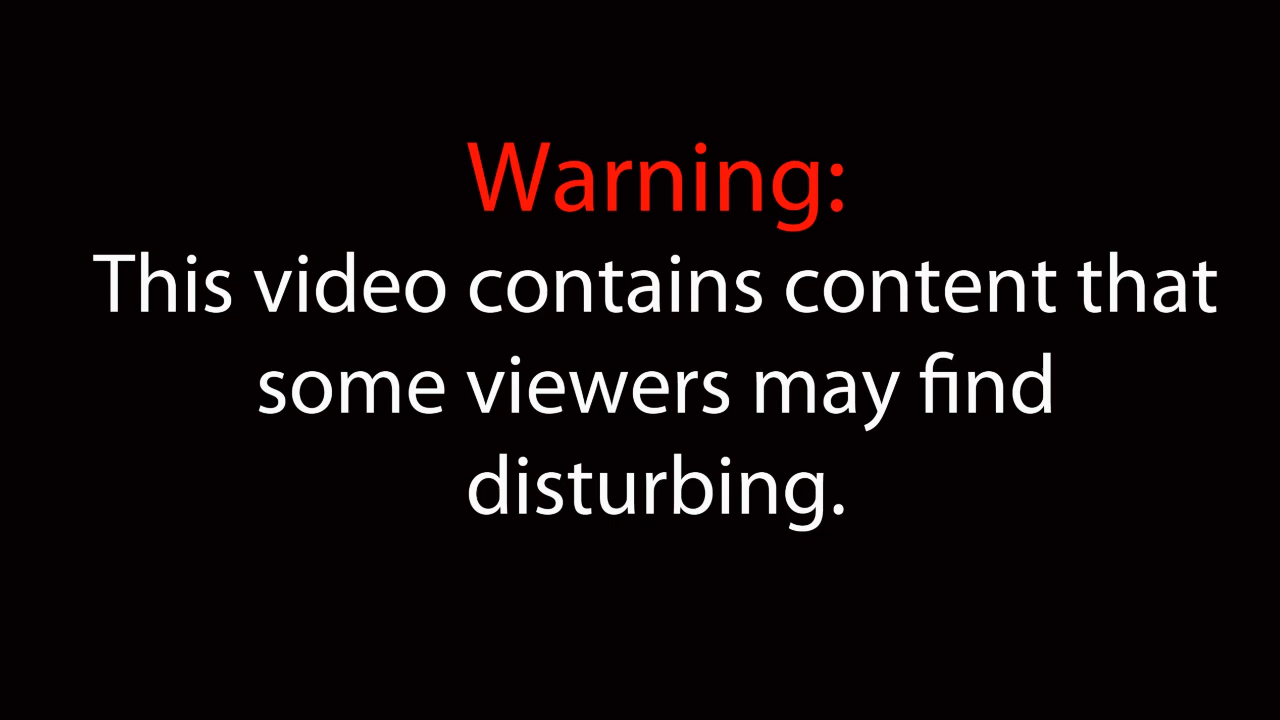 Warning:
This video contains content that
some viewers may find
disturbing.